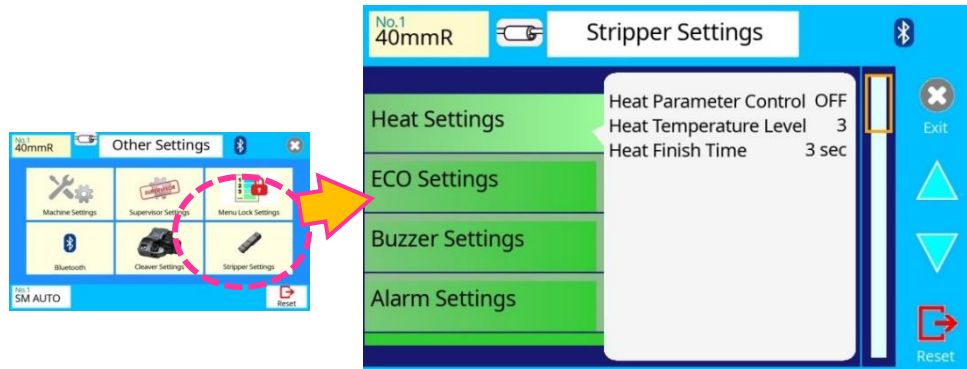 No.1
40mmR
Other Settings
Machine Settings
SUPERVISOR
Supervisor Settings
Menu Lock Settings
Bluetooth
Cleaver Settings
Stripper Settings
No.1
SM AUTO
Reset
No.1
40mmR
Stripper Settings
Heat Settings
ECO Settings
Buzzer Settings
Alarm Settings
Heat Parameter Control OFF
Heat Temperature Level 3
Heat Finish Time 3 sec
Exit
Reset